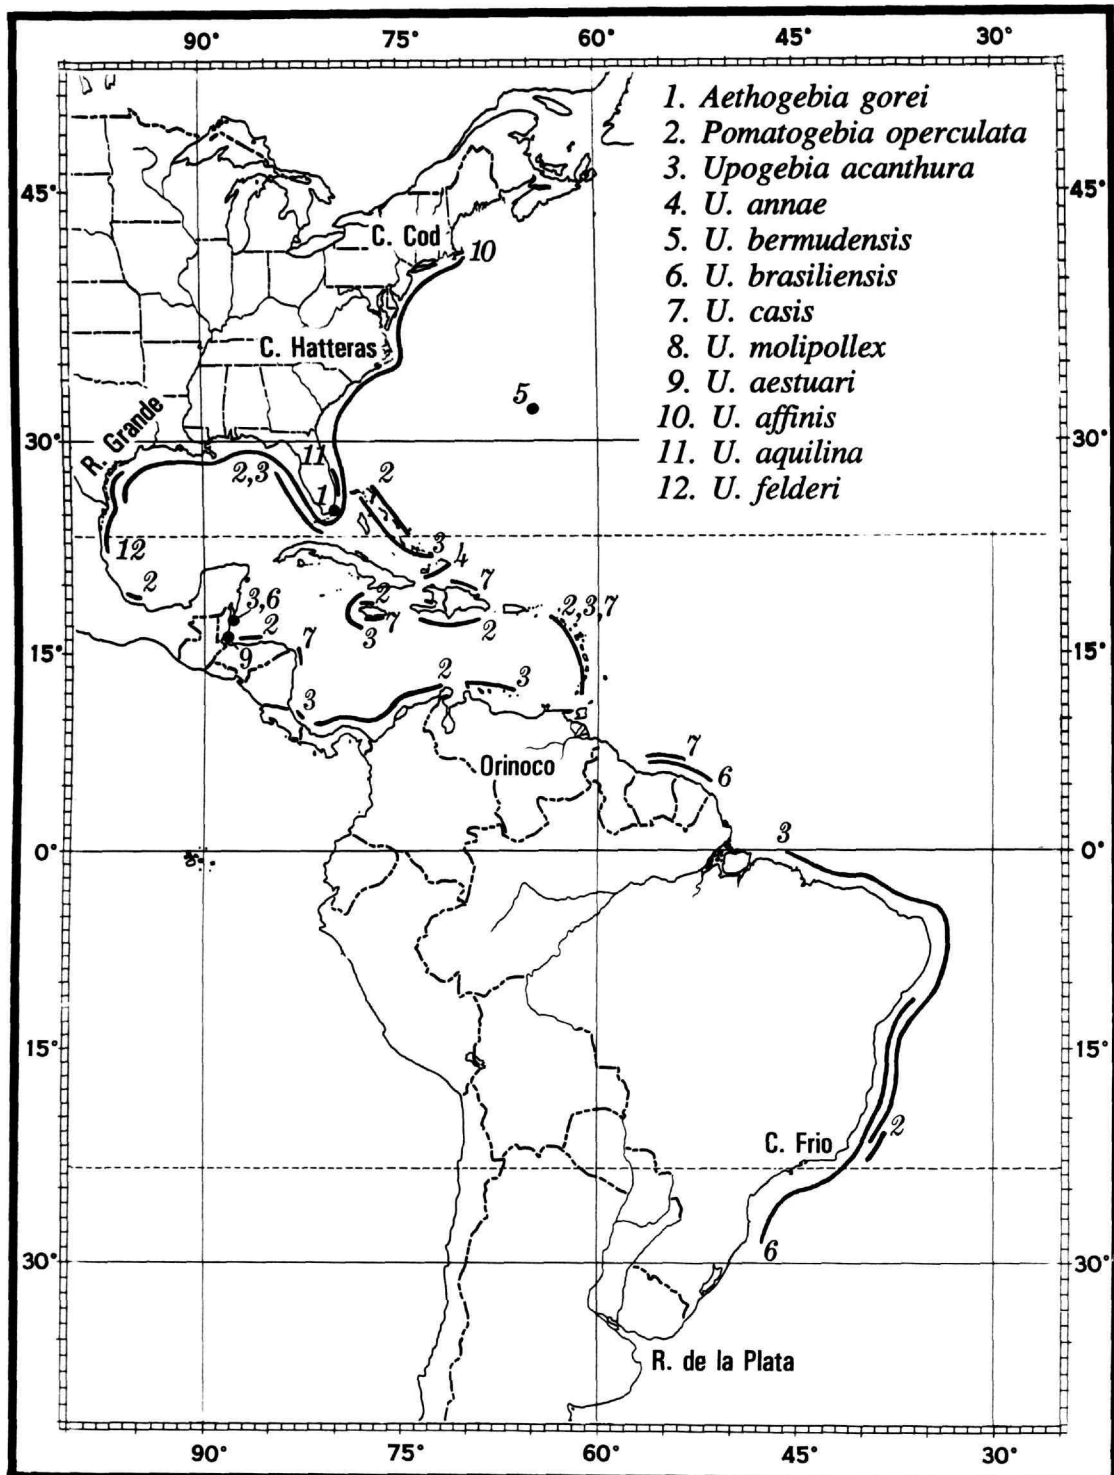 90° 75° 60° 45° 30°
1. Aethogebia gorei
2. Pomatogebia operculata
3. Upogebia acanthura
4. U. annae
5. U. bermudensis
6. U. brasiliensis
7. U. casis
8. U. molipollex
9. U. aestuari
10. U. affinis
11. U. aquilina
12. U. felderi
45° 45°
C. Cod
10
C. Hatteras
5
R. Grande
30° 30°
11
2,3 2
1
12 3
4
2 7
3,6 2 2,3,7
2 3 7 2
9 7
15° 15°
2 3
3
7
Orinoco
6
3
0° 0°
15° 15°
2
C. Frio
6
30° 30°
R. de la Plata
90° 75° 60° 45° 30°